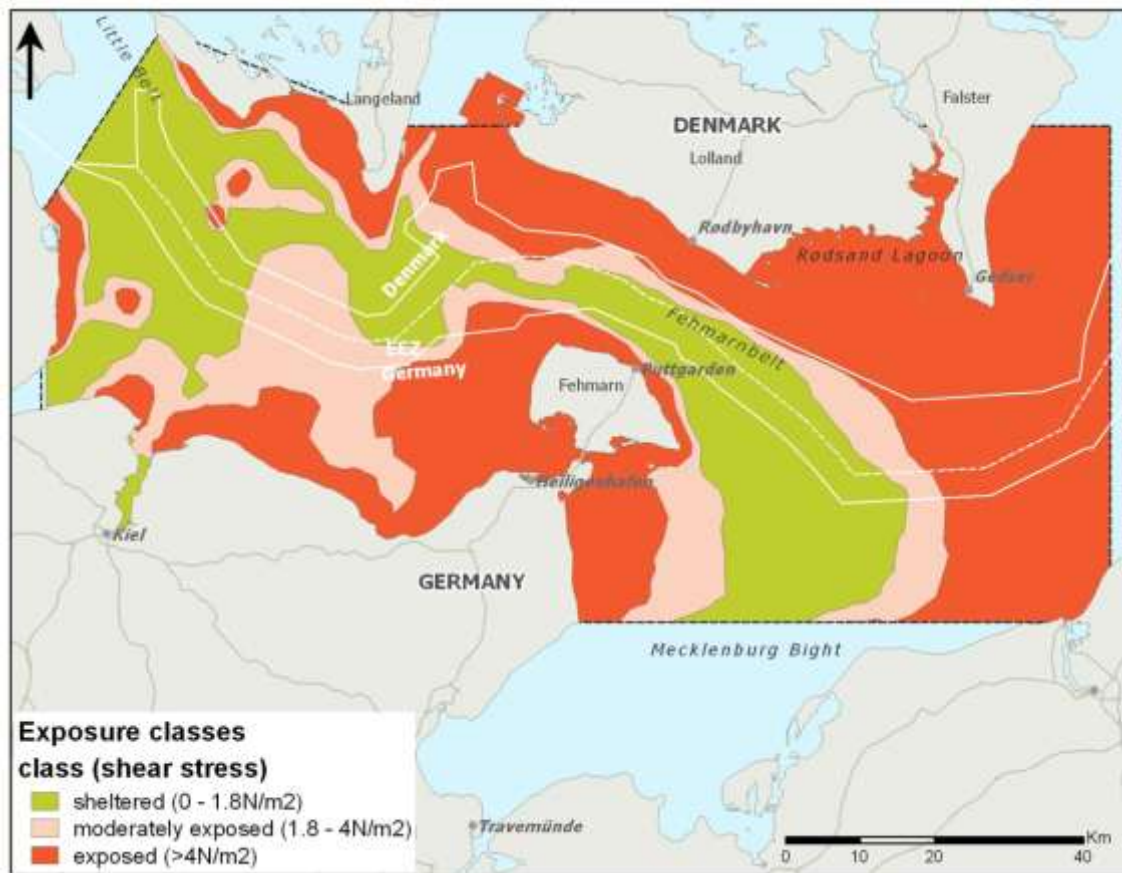 Little Belt
Langeland
Falster
DENMARK
Lolland
Rødbyhavn
Rødsand Lagoon
Gedser
Denmark
Fehmarnbelt
EEZ
Germany
Puttgarden
Fehmarn
Heiligenhafen
Kiel
GERMANY
Mecklenburg Bight
Exposure classes
class (shear stress)
sheltered (0 - 1.8N/m2)
moderately exposed (1.8 - 4N/m2)
exposed (>4N/m2)
Travemünde
Km
0 10 20 40